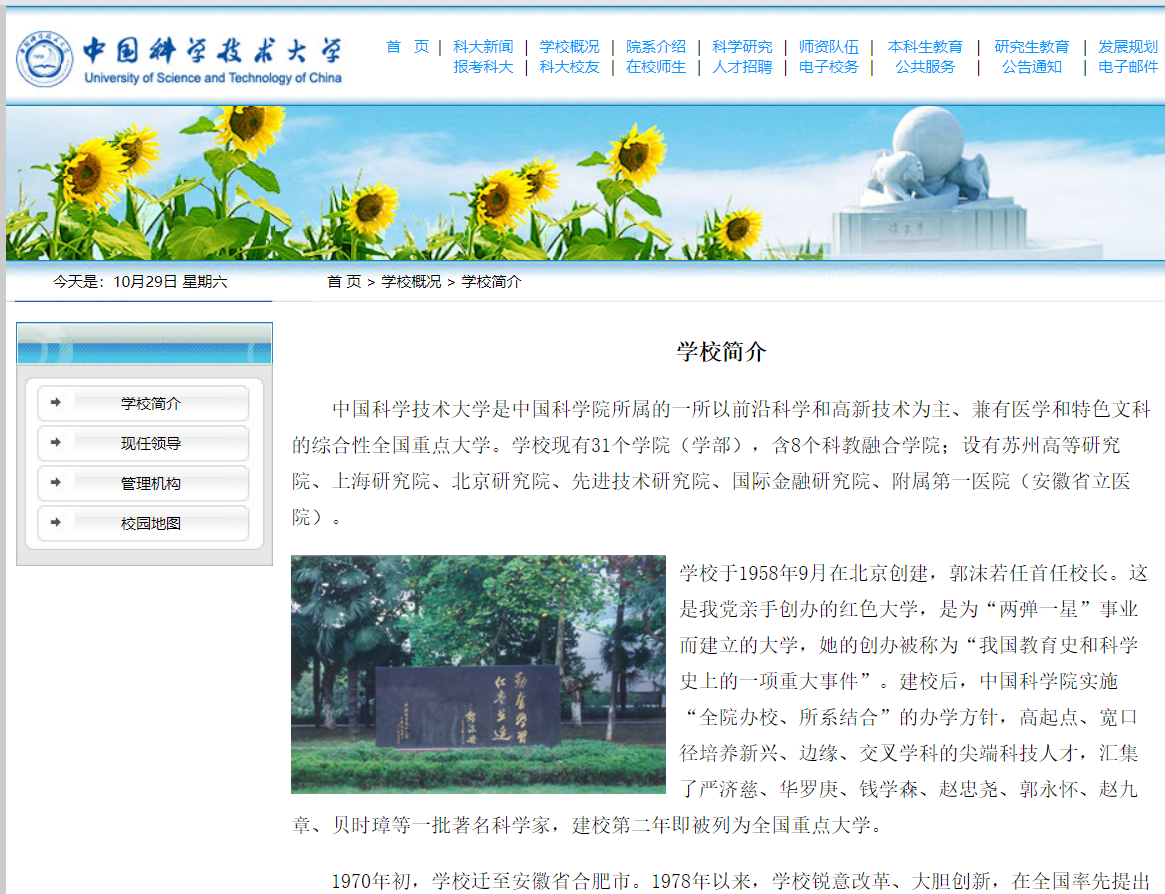 中国科学技术大学
University of Science and Technology of China
首 页 | 科大新闻 | 学校概况 | 院系介绍 | 科学研究 | 师资队伍 | 本科生教育 | 研究生教育 | 发展规划
报考科大 | 科大校友 | 在校师生 | 人才招聘 | 电子校务 | 公共服务 | 公告通知 | 电子邮件
今天是：10月29日 星期六
首 页 > 学校概况 > 学校简介
学校简介
现任领导
管理机构
校园地图
学校简介
中国科学技术大学是中国科学院所属的一所以前沿科学和高新技术为主、兼有医学和特色文科
的综合性全国重点大学。学校现有31个学院（学部），含8个科教融合学院；设有苏州高等研究
院、上海研究院、北京研究院、先进技术研究院、国际金融研究院、附属第一医院（安徽省立医
院）。
勤奋学习
红专并进
学校于1958年9月在北京创建，郭沫若任首任校长。这
是我党亲手创办的红色大学，是为“两弹一星”事业
而建立的大学，她的创办被称为“我国教育史和科学
史上的一项重大事件”。建校后，中国科学院实施
“全院办校、所系结合”的办学方针，高起点、宽口
径培养新兴、边缘、交叉学科的尖端科技人才，汇集
了严济慈、华罗庚、钱学森、赵忠尧、郭永怀、赵九
章、贝时璋等一批著名科学家，建校第二年即被列为全国重点大学。
1970年初，学校迁至安徽省合肥市。1978年以来，学校锐意改革、大胆创新，在全国率先提出